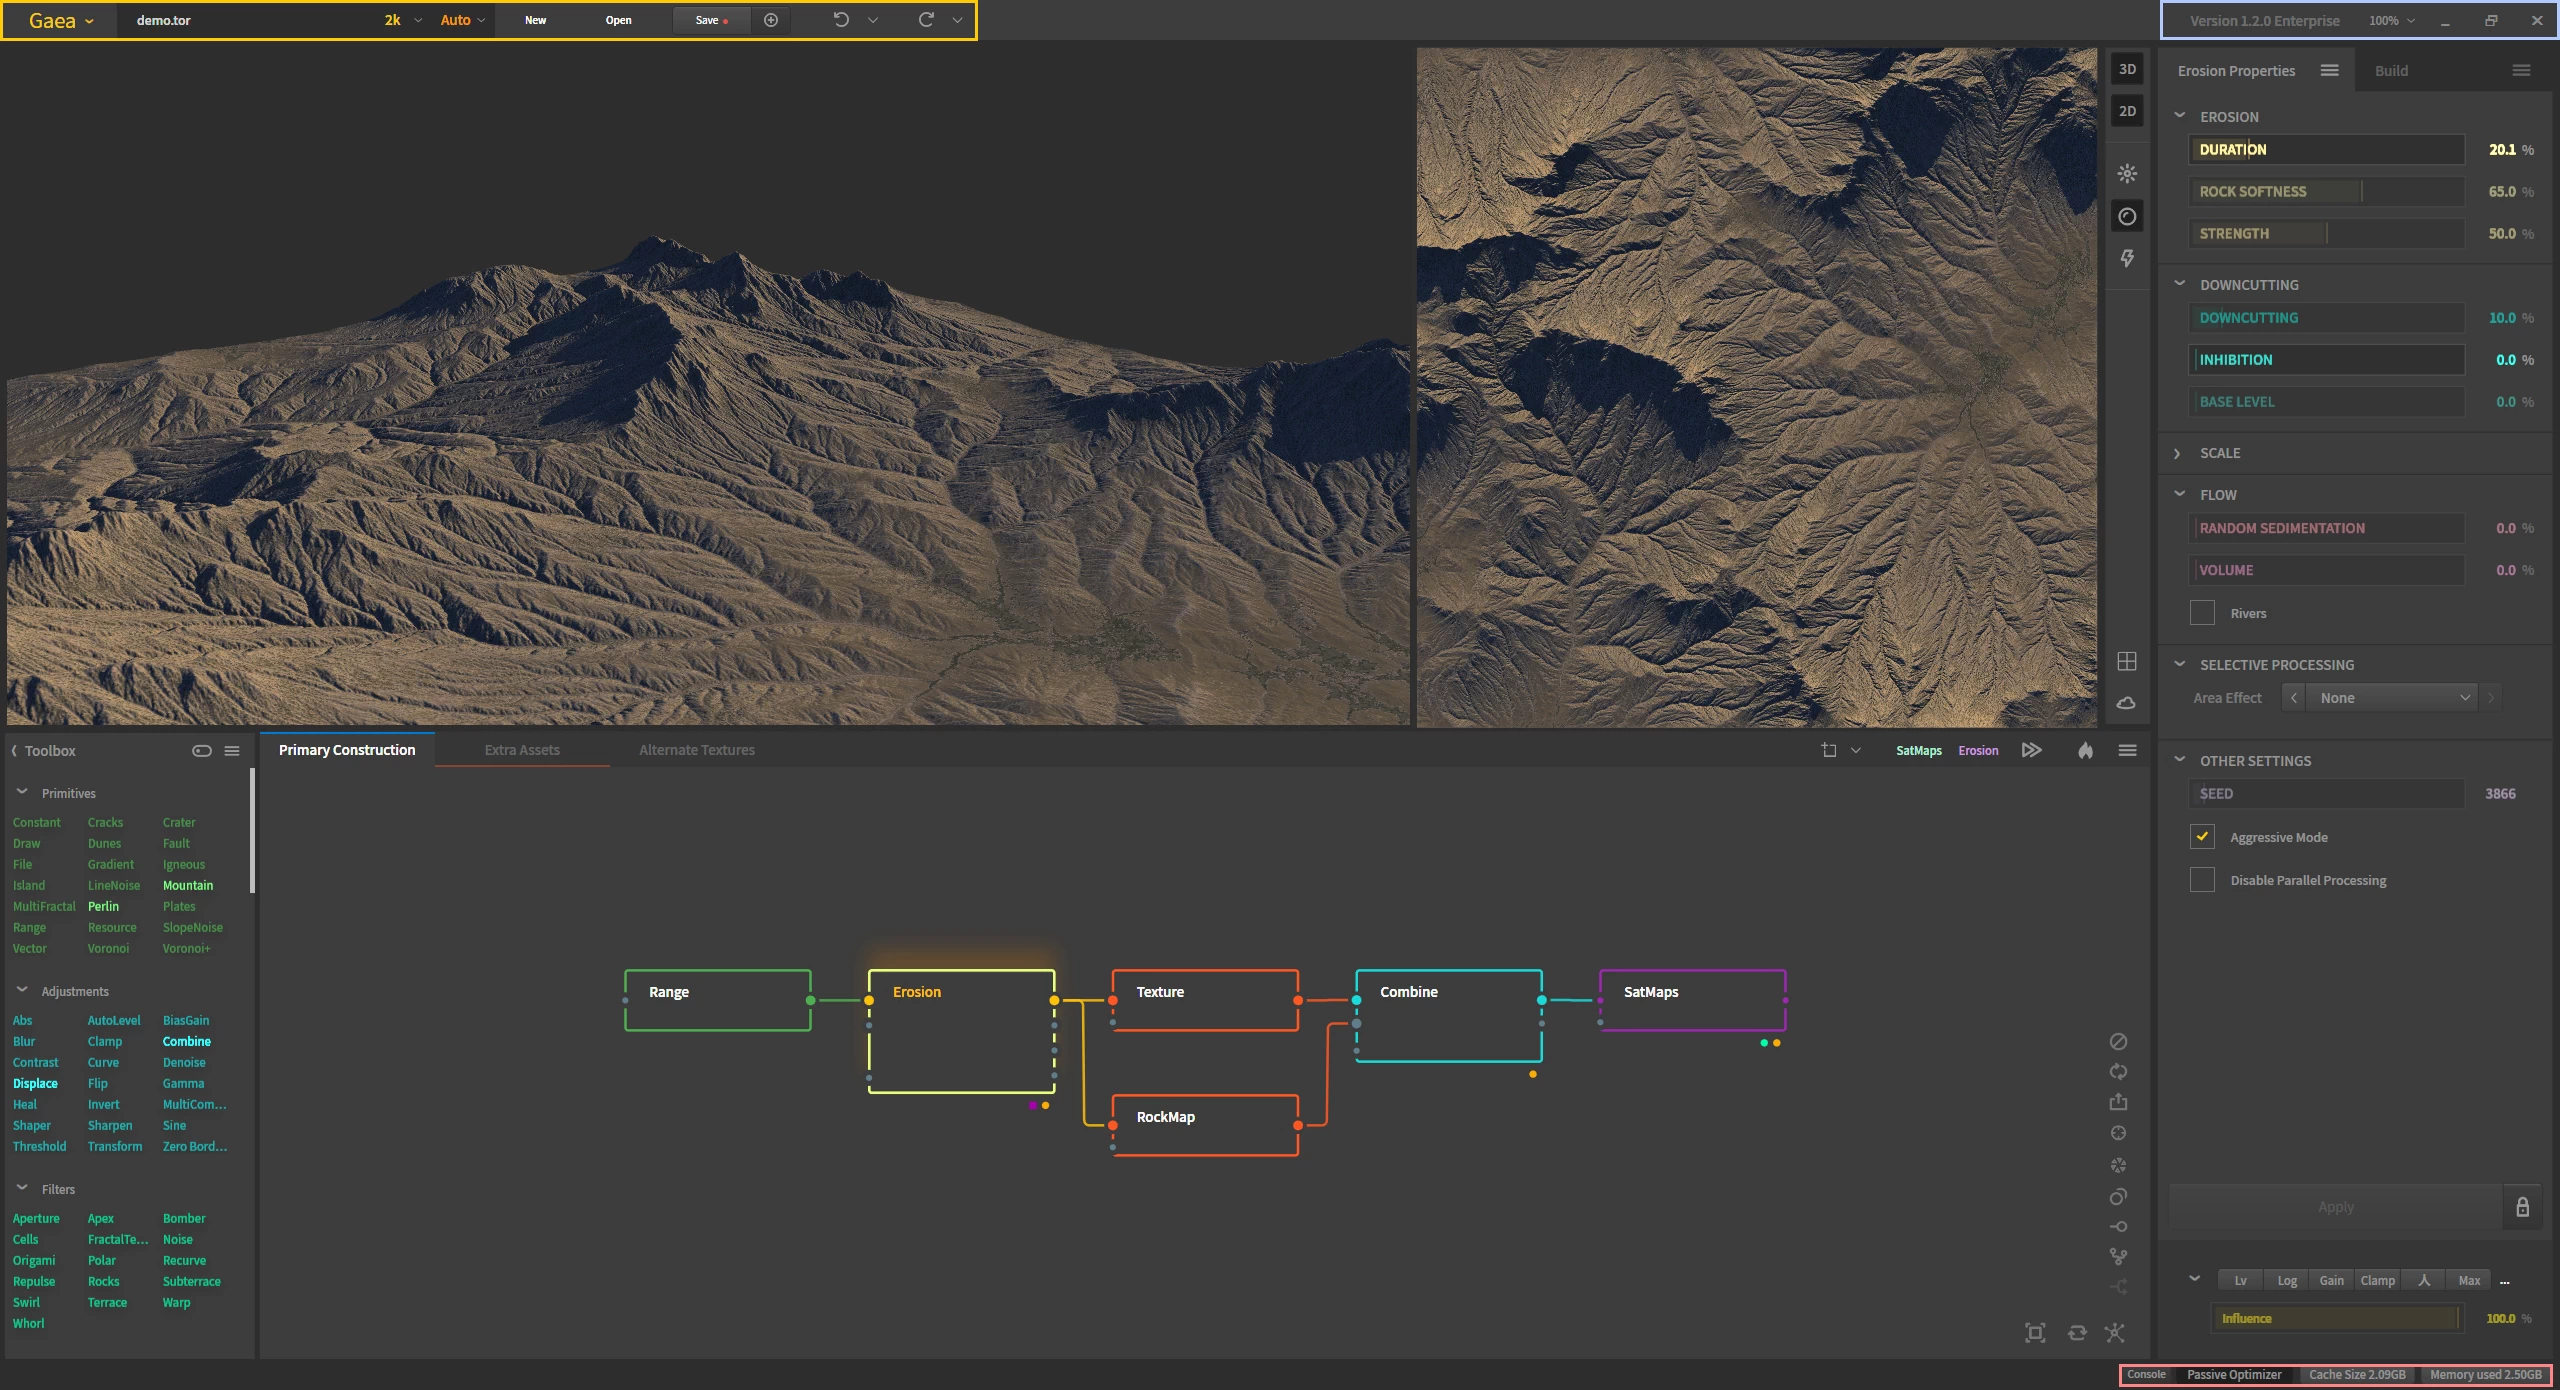 Gaea demo.tor 2k Auto New Open Save Version 1.2.0 Enterprise 100%
3D
2D
Erosion Properties Build
EROSION
DURATION 20.1 %
ROCK SOFTNESS 65.0 %
STRENGTH 50.0 %
DOWNCUTTING
DOWNCUTTING 10.0 %
INHIBITION 0.0 %
BASE LEVEL 0.0 %
SCALE
FLOW
RANDOM SEDIMENTATION 0.0 %
VOLUME 0.0 %
Rivers
SELECTIVE PROCESSING
Area Effect None
OTHER SETTINGS
SEED 3866
Aggressive Mode
Disable Parallel Processing
Apply
Lv Log Gain Clamp 人 Max ...
Influence 100.0 %
Toolbox
Primitives
Constant Cracks Crater
Draw Dunes Fault
File Gradient Igneous
Island LineNoise Mountain
MultiFractal Perlin Plates
Range Resource SlopeNoise
Vector Voronoi Voronoi+
Adjustments
Abs AutoLevel BiasGain
Blur Clamp Combine
Contrast Curve Denoise
Displace Flip Gamma
Heal Invert MultiCom...
Shaper Sharpen Sine
Threshold Transform Zero Bord...
Filters
Aperture Apex Bomber
Cells FractalTe... Noise
Origami Polar Recurve
Repulse Rocks Subterrace
Swirl Terrace Warp
Whorl
Primary Construction Extra Assets Alternate Textures SatMaps Erosion
Range Erosion Texture Combine SatMaps
RockMap
Console Passive Optimizer Cache Size 2.09GB Memory used 2.50GB